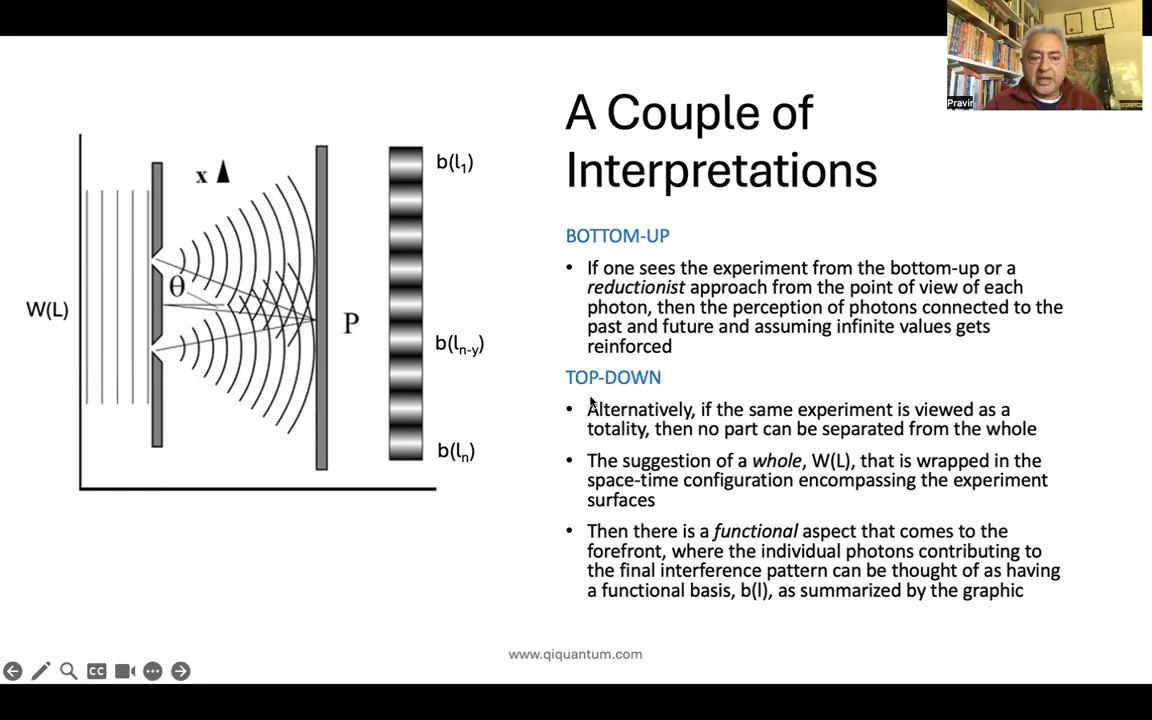 Pravir
A Couple of
Interpretations
BOTTOM-UP
• If one sees the experiment from the bottom-up or a
reductionist approach from the point of view of each
photon, then the perception of photons connected to the
past and future and assuming infinite values gets
reinforced
TOP-DOWN
• Alternatively, if the same experiment is viewed as a
totality, then no part can be separated from the whole
• The suggestion of a whole, W(L), that is wrapped in the
space-time configuration encompassing the experiment
surfaces
• Then there is a functional aspect that comes to the
forefront, where the individual photons contributing to
the final interference pattern can be thought of as having
a functional basis, b(l), as summarized by the graphic
x
θ
W(L)
P
b(l₁)
b(lₙ₋ᵧ)
b(lₙ)
www.qiquantum.com
CC